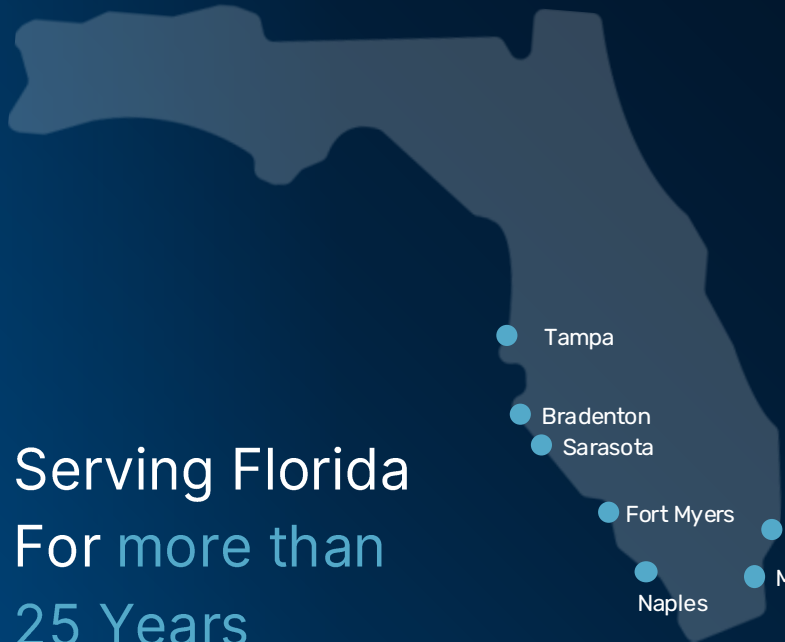 Tampa
Bradenton
Sarasota
Fort Myers
Naples
Serving Florida
For more than
25 Years